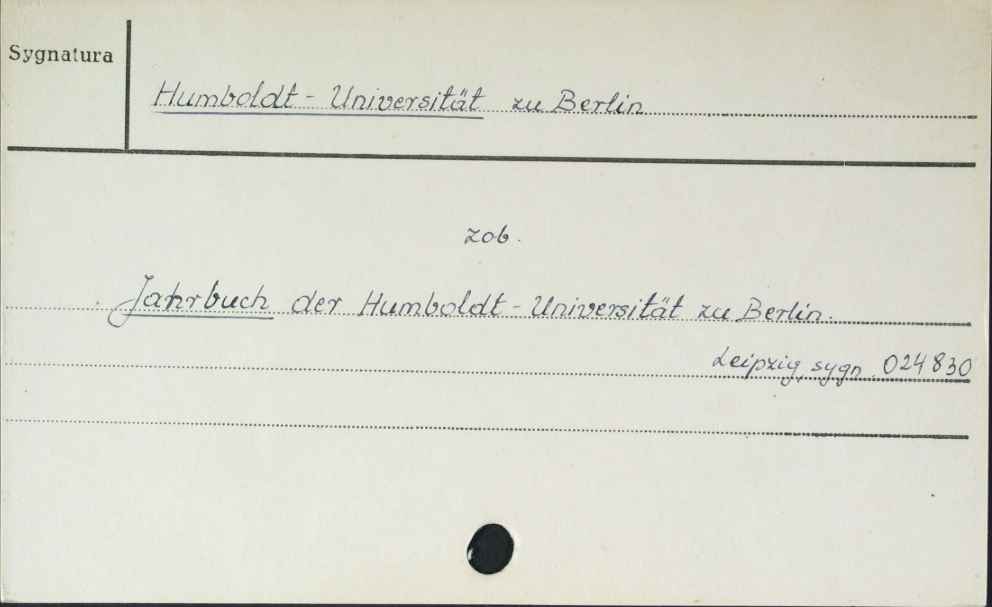 Sygnatura
Humboldt - Universität zu Berlin
zob.
Jahrbuch der Humboldt - Universität zu Berlin.
Leipzig, sygn. 024830